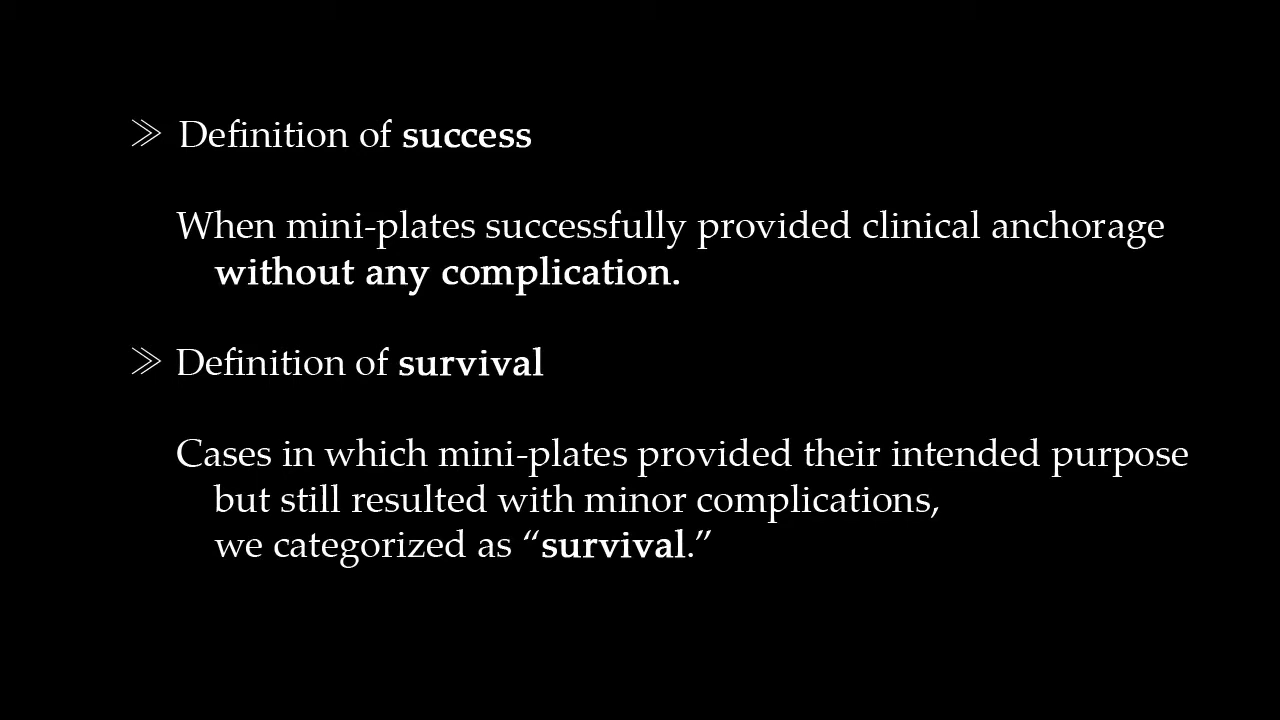 ≫ Definition of success
When mini-plates successfully provided clinical anchorage
without any complication.
≫ Definition of survival
Cases in which mini-plates provided their intended purpose
but still resulted with minor complications,
we categorized as “survival.”